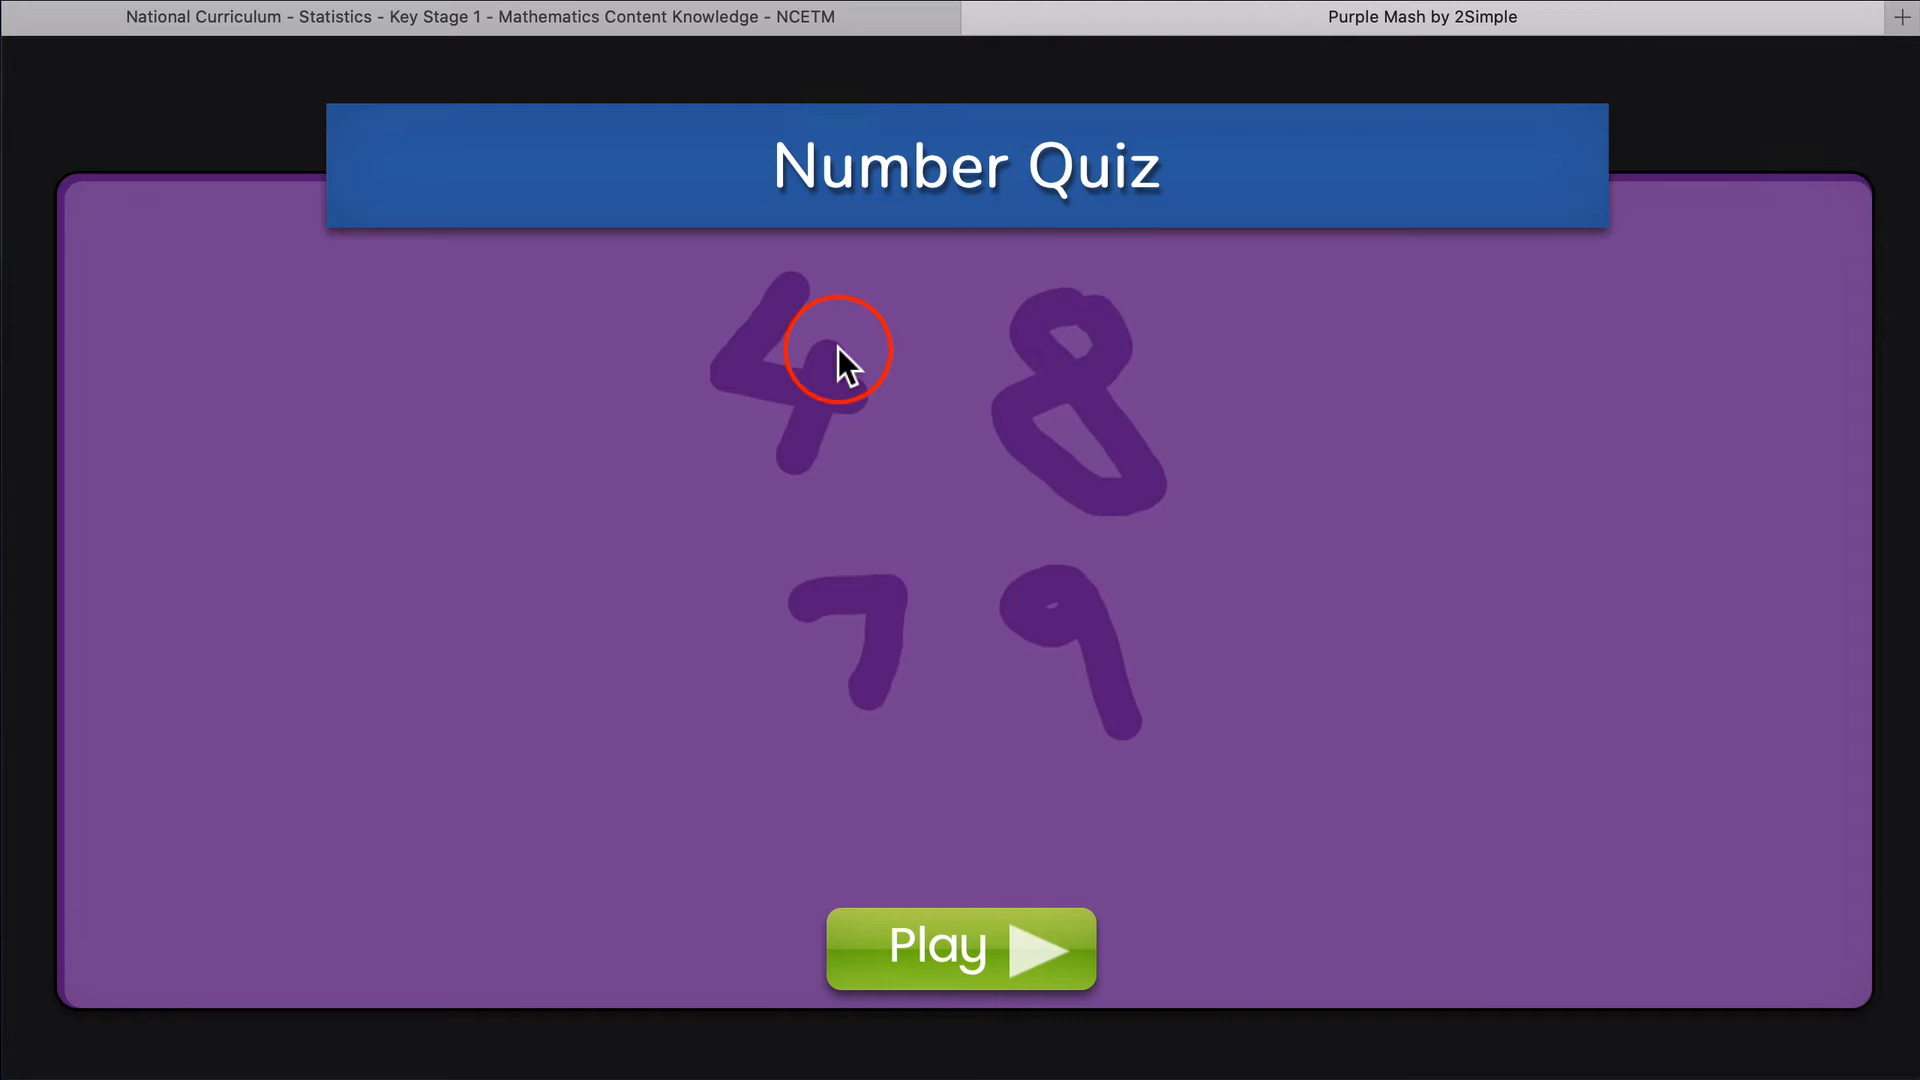 National Curriculum - Statistics - Key Stage 1 - Mathematics Content Knowledge - NCETM
Purple Mash by 2Simple
Number Quiz
4 8
7 9
Play